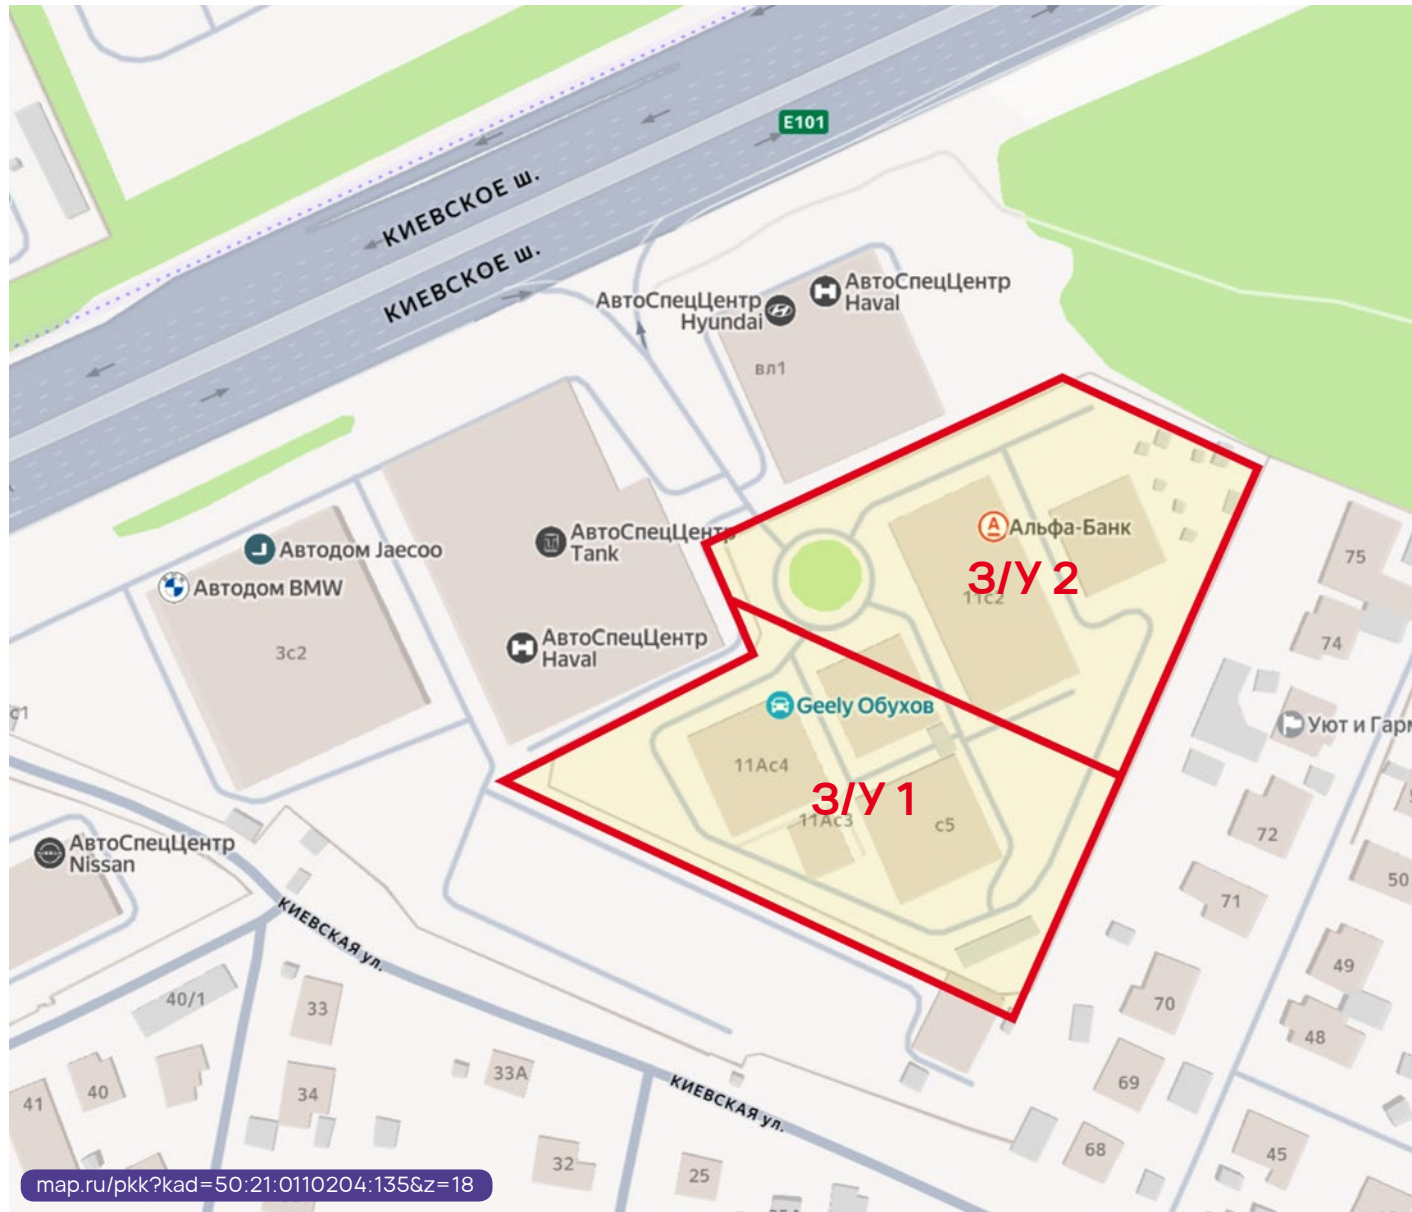 E101
КИЕВСКОЕ ш.
КИЕВСКОЕ ш.
АвтоСпецЦентр
Hyundai
АвтоСпецЦентр
Haval
вл1
АвтоСпецЦентр
Tank
Автодом Jaecoo
Автодом BMW
3с2
АвтоСпецЦентр
Haval
Альфа-Банк
З/У 2
11с2
75
74
Geely Обухов
Уют и Гарм
с1
11Ас4
З/У 1
11Ас3
с5
72
АвтоСпецЦентр
Nissan
50
71
КИЕВСКАЯ ул.
49
40/1
33
70
48
33А
40
34
41
69
КИЕВСКАЯ ул.
68
45
32
25
map.ru/pkk?kad=50:21:0110204:135&z=18